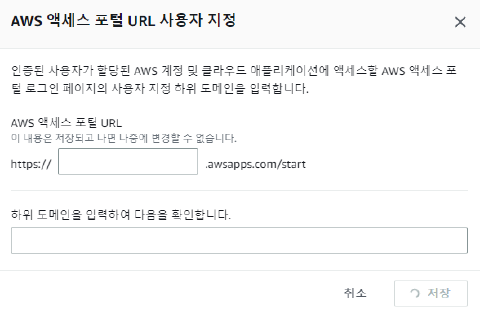 AWS 액세스 포털 URL 사용자 지정
인증된 사용자가 할당된 AWS 계정 및 클라우드 애플리케이션에 액세스할 AWS 액세스 포
털 로그인 페이지의 사용자 지정 하위 도메인을 입력합니다.
AWS 액세스 포털 URL
이 내용은 저장되고 나면 나중에 변경할 수 없습니다.
https:// .awsapps.com/start
하위 도메인을 입력하여 다음을 확인합니다.
취소 저장